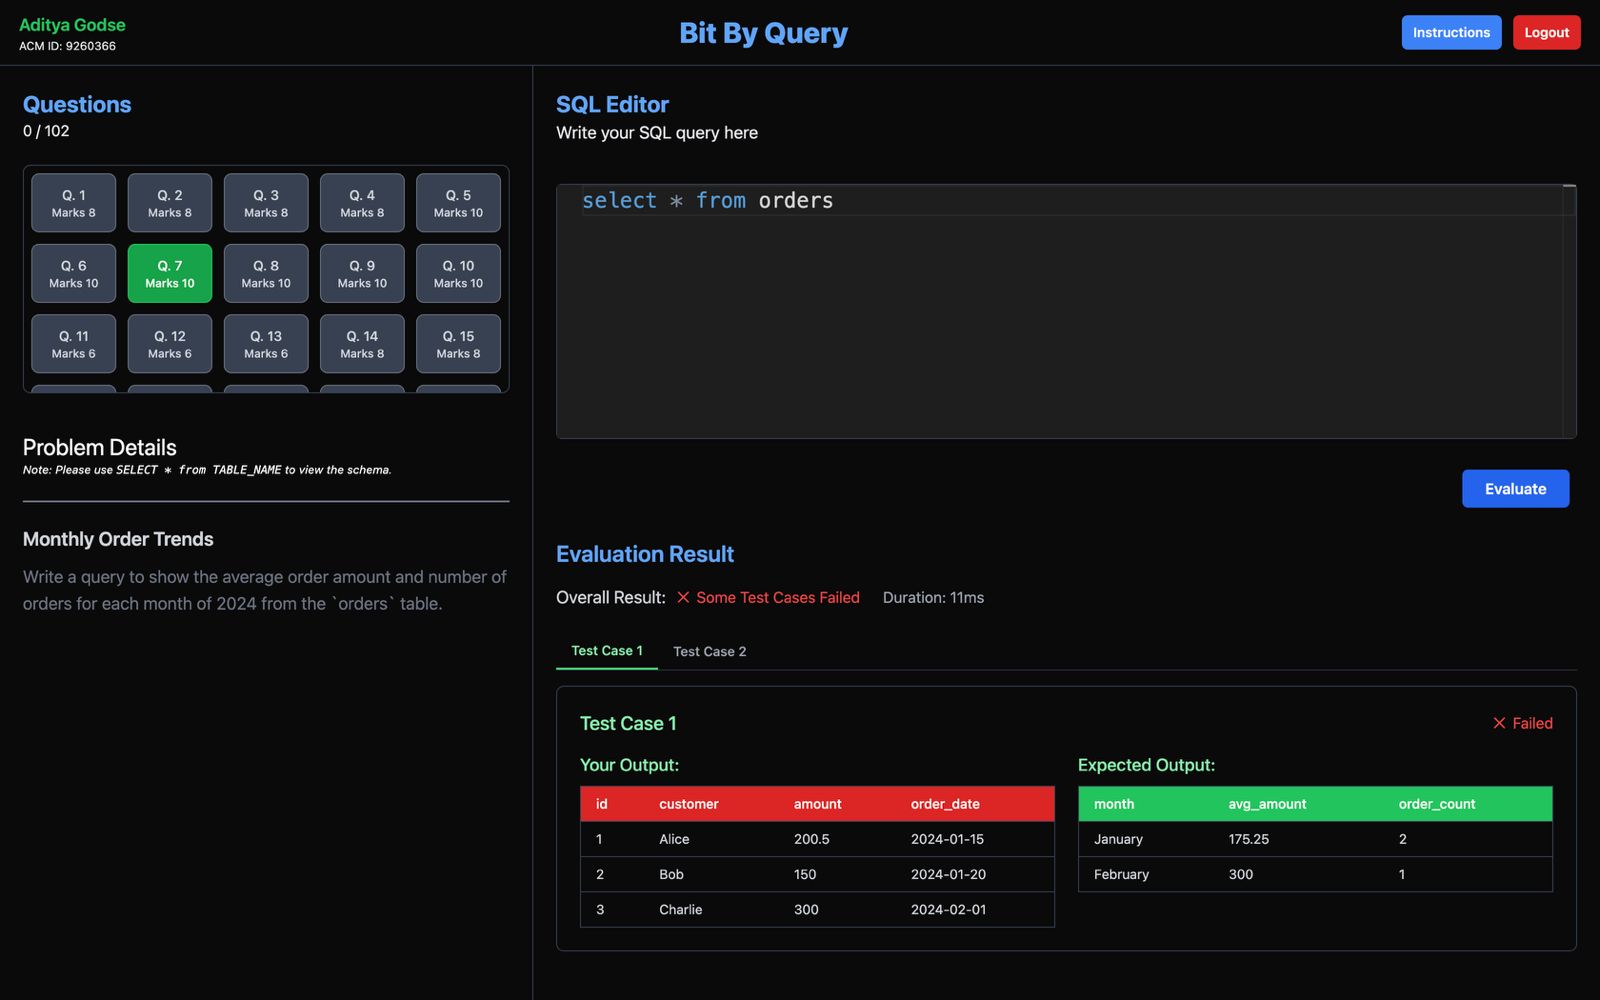 Aditya Godse
ACM ID: 9260366
Bit By Query
Instructions
Logout
Questions
0 / 102
Q. 1
Marks 8
Q. 2
Marks 8
Q. 3
Marks 8
Q. 4
Marks 8
Q. 5
Marks 10
Q. 6
Marks 10
Q. 7
Marks 10
Q. 8
Marks 10
Q. 9
Marks 10
Q. 10
Marks 10
Q. 11
Marks 6
Q. 12
Marks 6
Q. 13
Marks 6
Q. 14
Marks 8
Q. 15
Marks 8
Problem Details
Note: Please use SELECT * from TABLE_NAME to view the schema.
Monthly Order Trends
Write a query to show the average order amount and number of
orders for each month of 2024 from the `orders` table.
SQL Editor
Write your SQL query here
select * from orders
Evaluate
Evaluation Result
Overall Result: ✕ Some Test Cases Failed Duration: 11ms
Test Case 1 Test Case 2
Test Case 1
✕ Failed
Your Output:
id customer amount order_date
1 Alice 200.5 2024-01-15
2 Bob 150 2024-01-20
3 Charlie 300 2024-02-01
Expected Output:
month avg_amount order_count
January 175.25 2
February 300 1